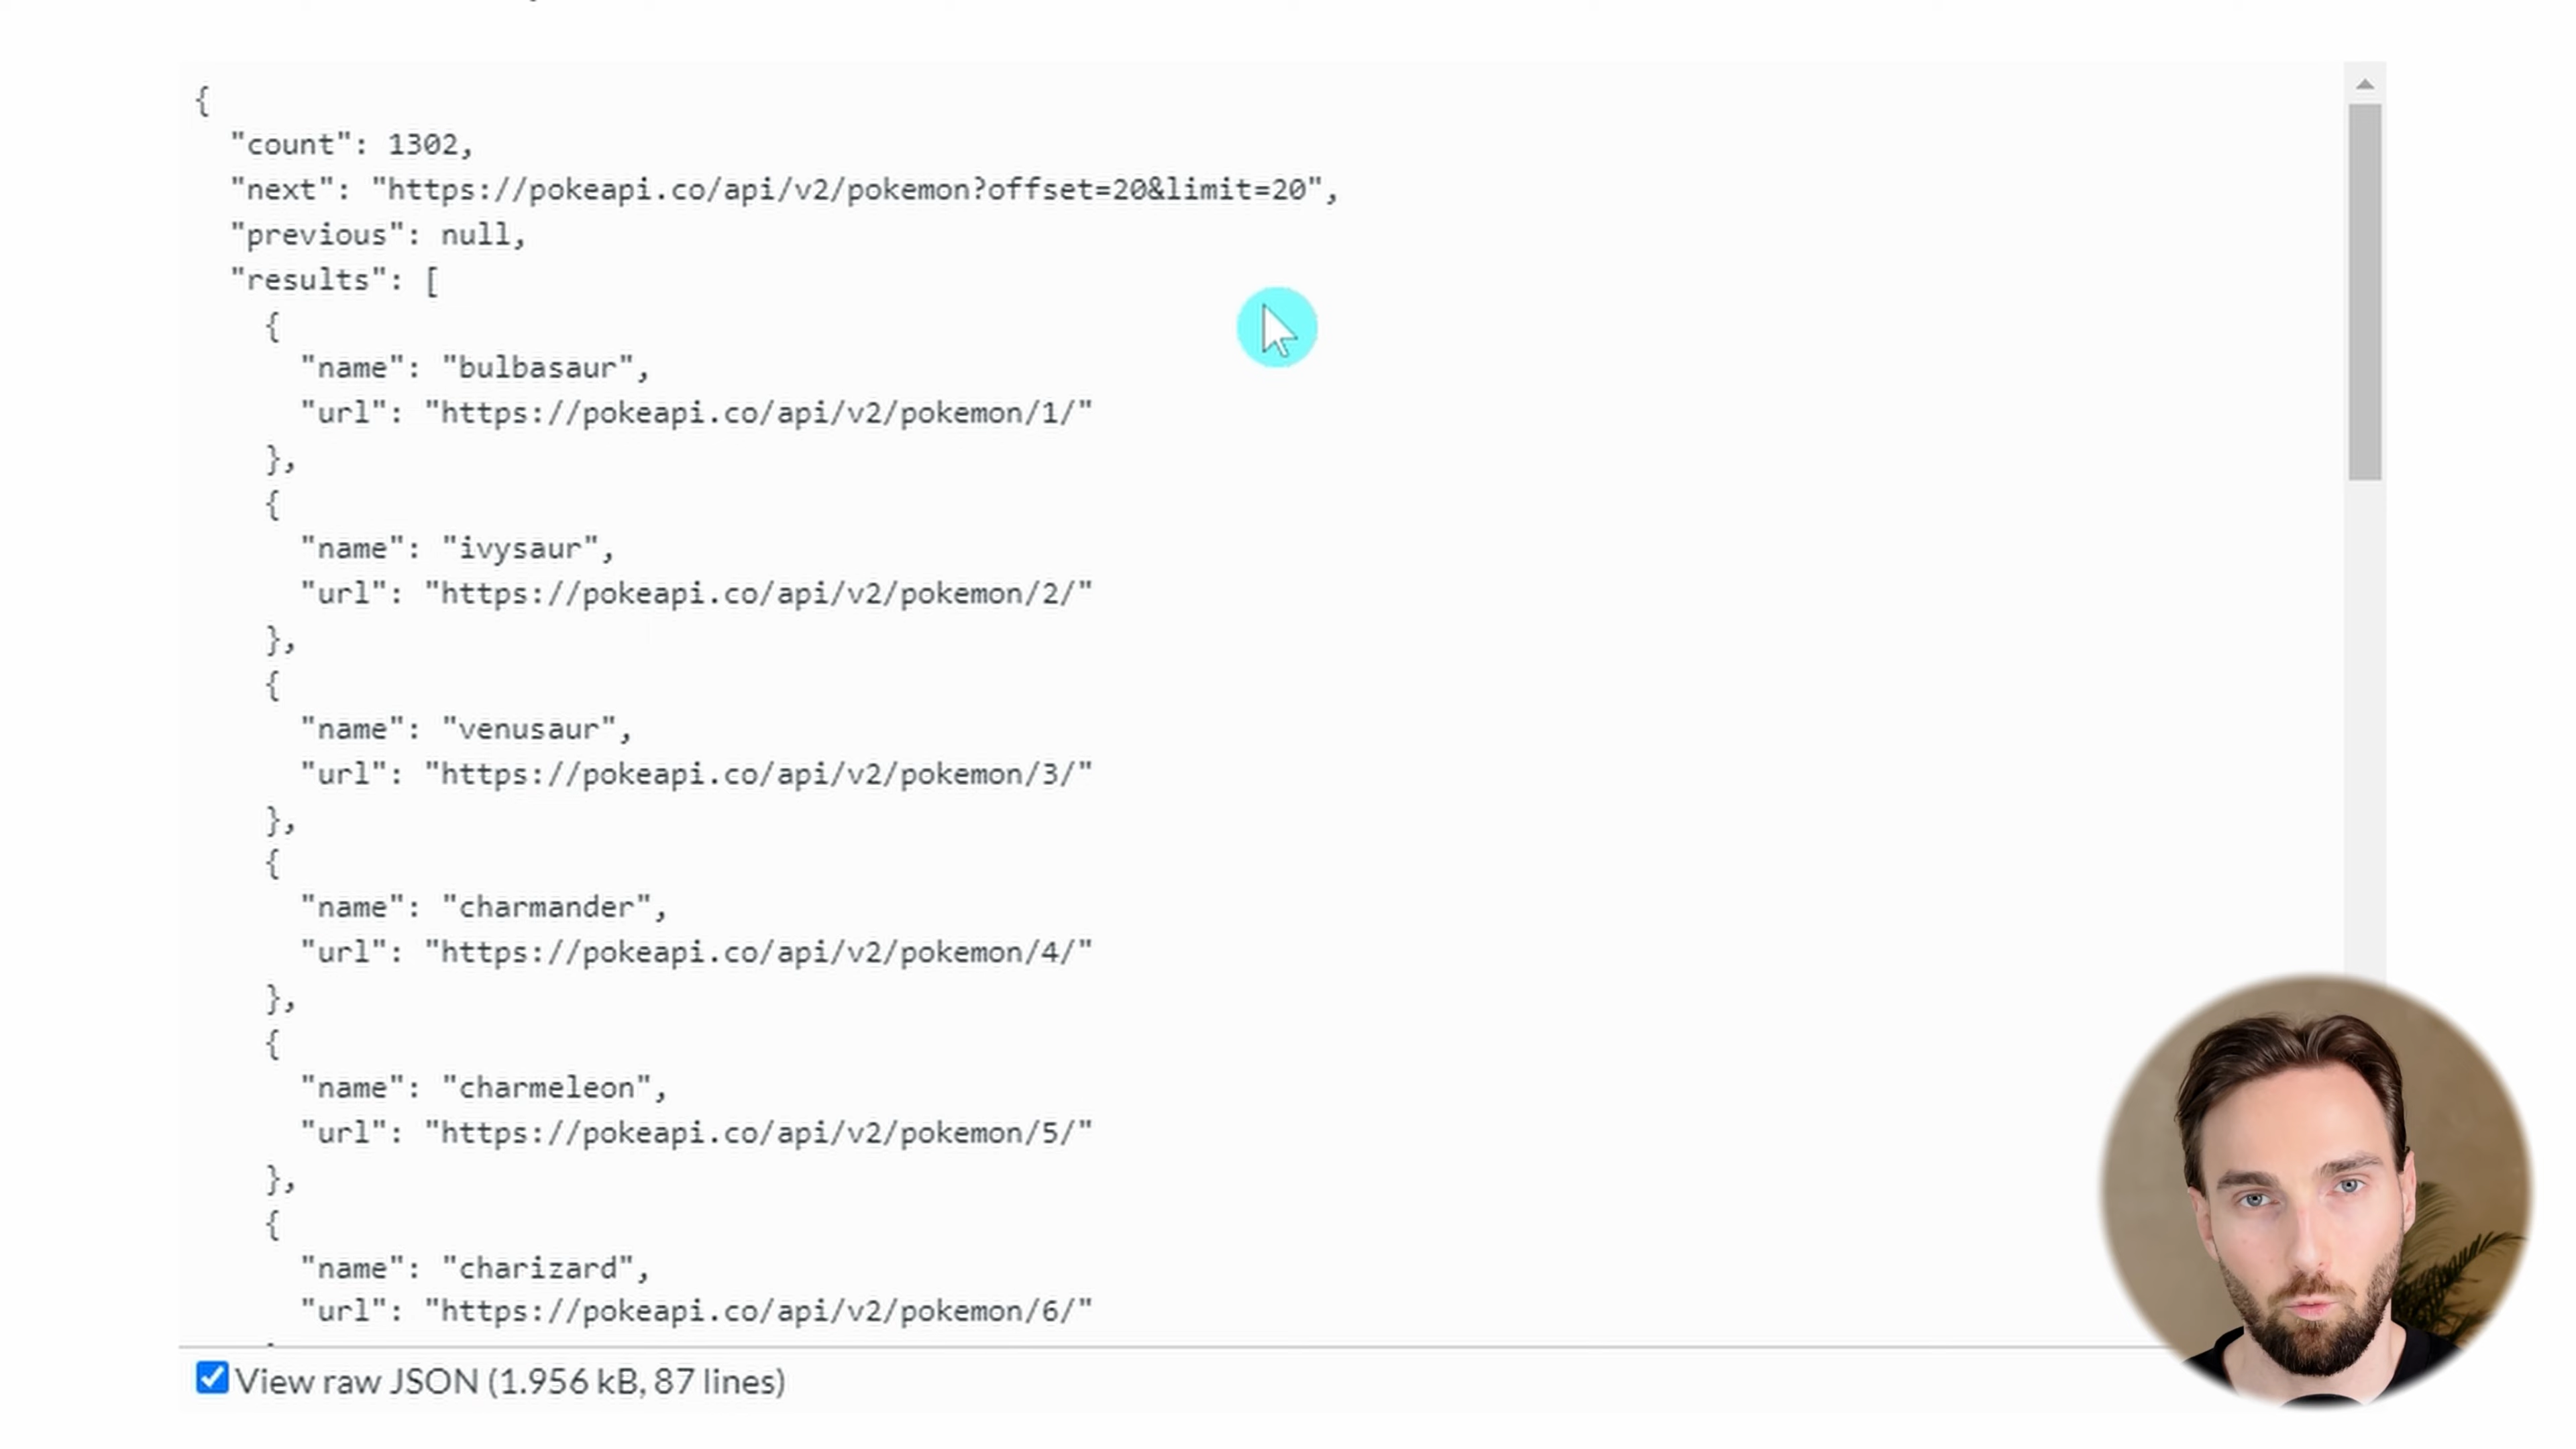 {
"count": 1302,
"next": "https://pokeapi.co/api/v2/pokemon?offset=20&limit=20",
"previous": null,
"results": [
{
"name": "bulbasaur",
"url": "https://pokeapi.co/api/v2/pokemon/1/"
},
{
"name": "ivysaur",
"url": "https://pokeapi.co/api/v2/pokemon/2/"
},
{
"name": "venusaur",
"url": "https://pokeapi.co/api/v2/pokemon/3/"
},
{
"name": "charmander",
"url": "https://pokeapi.co/api/v2/pokemon/4/"
},
{
"name": "charmeleon",
"url": "https://pokeapi.co/api/v2/pokemon/5/"
},
{
"name": "charizard",
"url": "https://pokeapi.co/api/v2/pokemon/6/"
View raw JSON (1.956 kB, 87 lines)